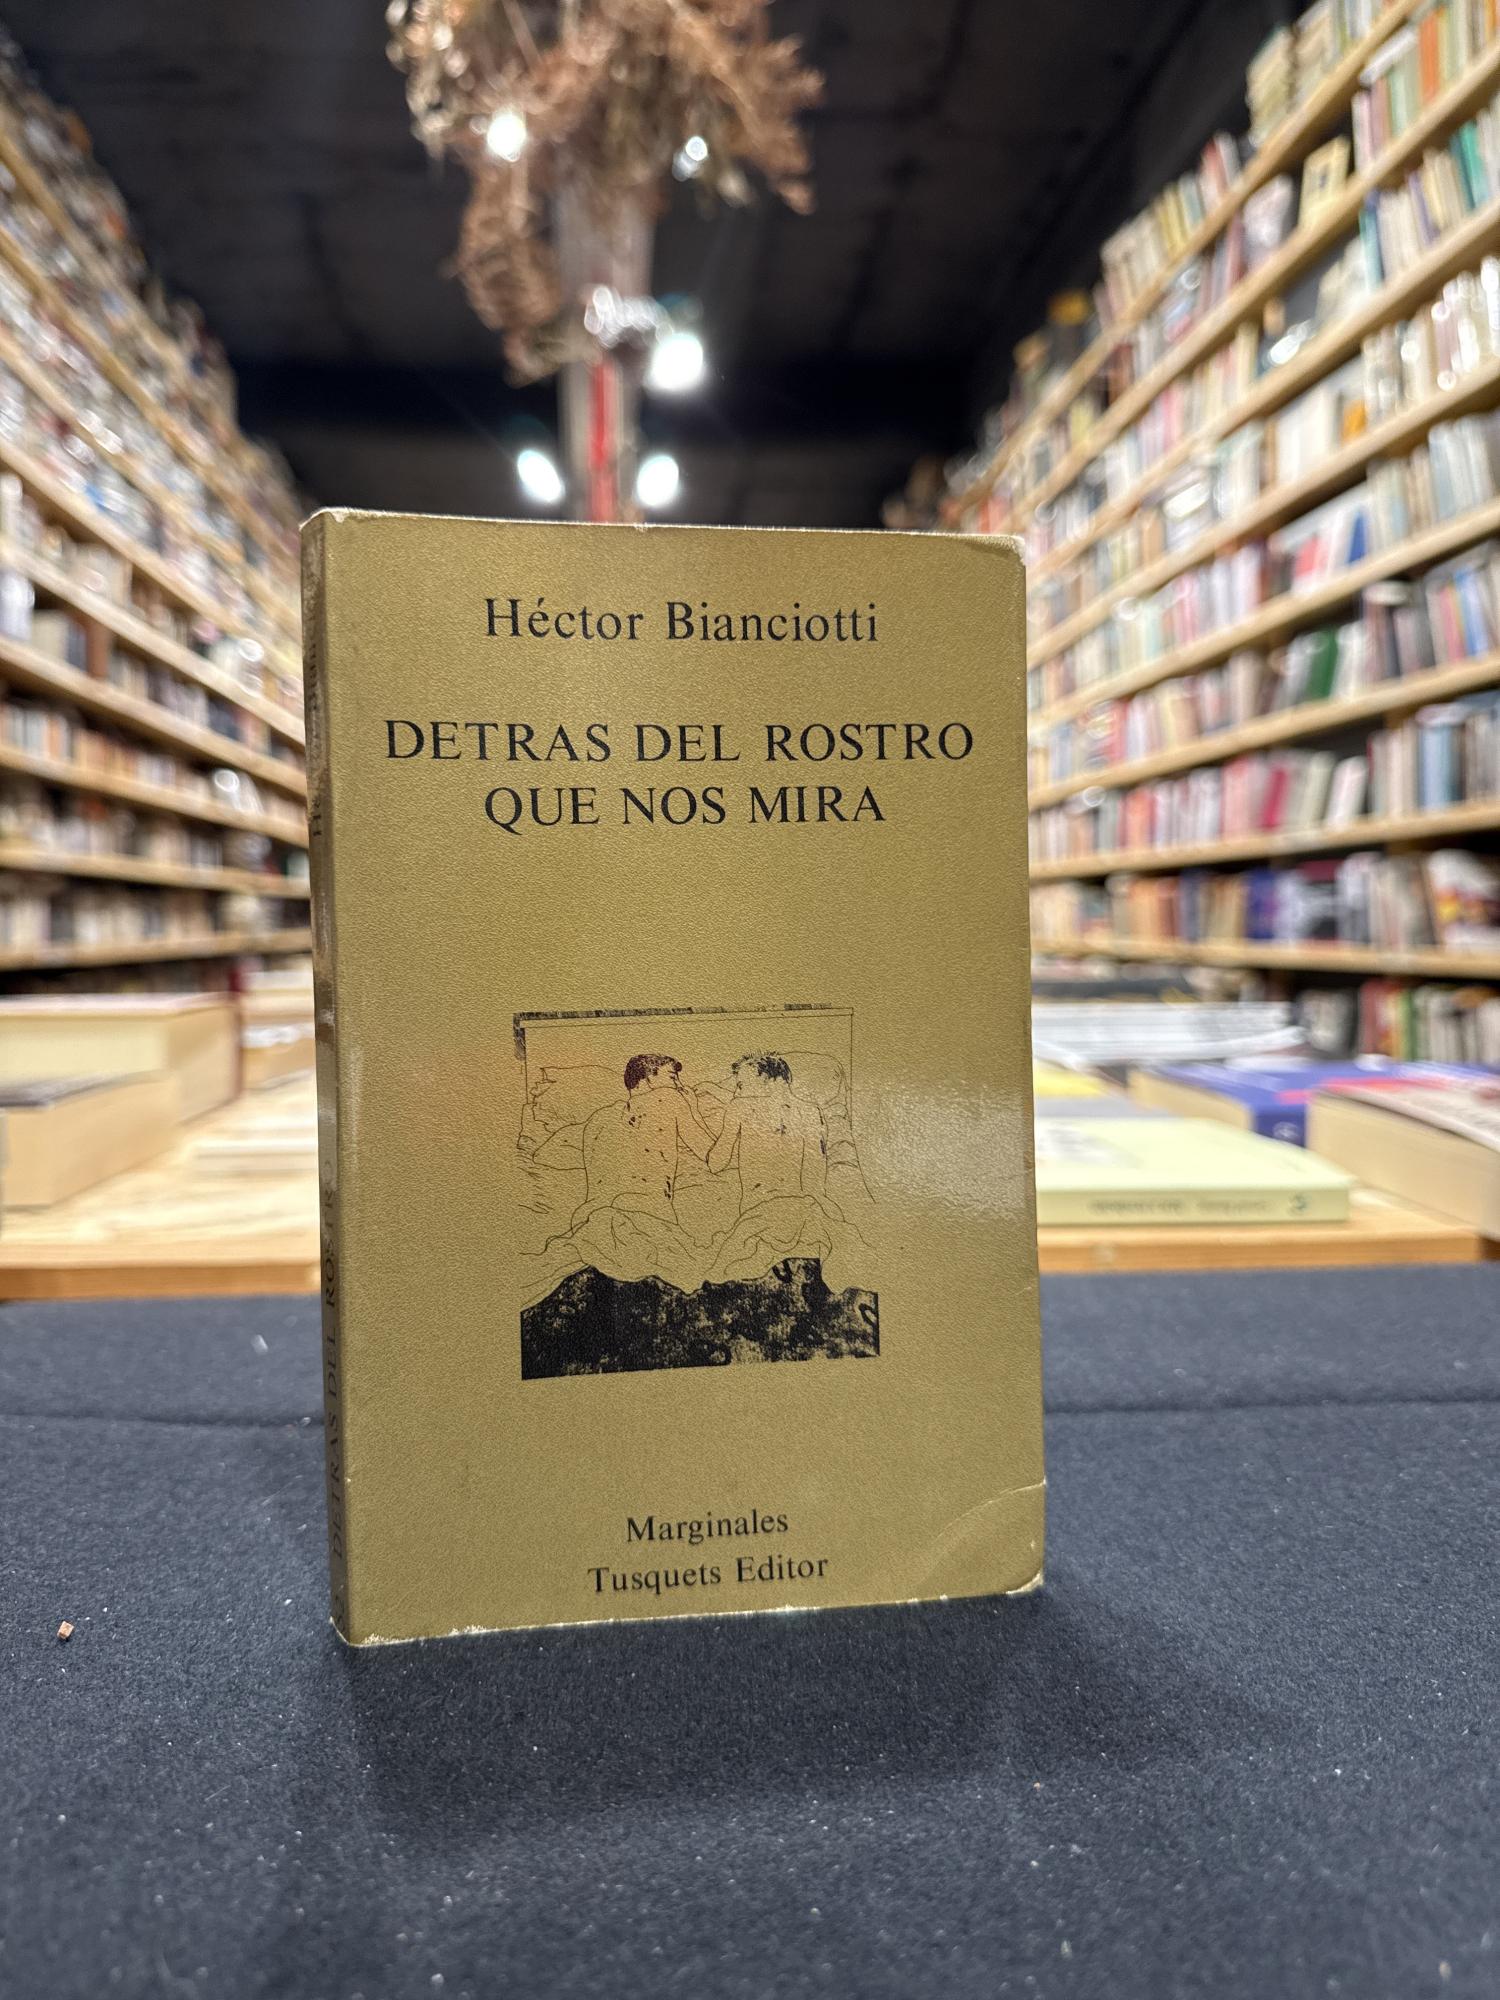 Héctor Bianciotti
DETRAS DEL ROSTRO
QUE NOS MIRA
Marginales
Tusquets Editor
DETRAS DEL ROSTRO